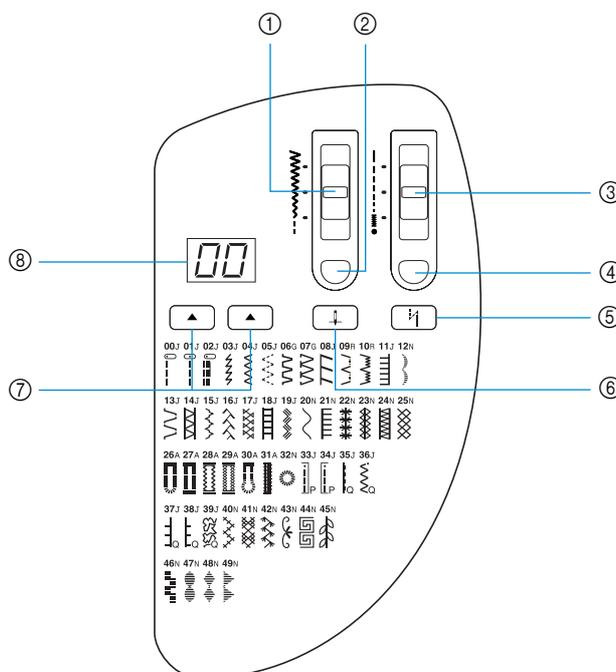 ① ②
③
⑧ 00 ④
⑤
00J 01J 02J 03J 04J 05J 06G 07G 08J 09R 10R 11J 12N
⑦ ⑥
13J 14J 15J 16J 17J 18J 19J 20N 21N 22N 23N 24N 25N
26A 27A 28A 29A 30A 31A 32N 33J 34J 35J 36J
P P Q Q
37J 38J 39J 40N 41N 42N 43N 44N 45N
Q Q Q
46N 47N 48N 49N